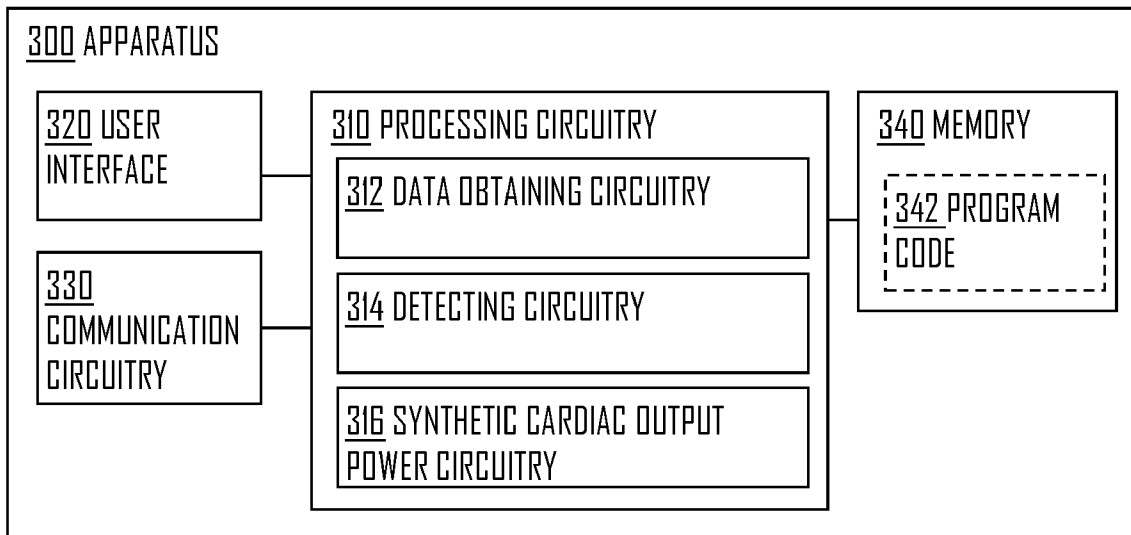 300 APPARATUS
320 USER
INTERFACE
330
COMMUNICATION
CIRCUITRY
310 PROCESSING CIRCUITRY
312 DATA OBTAINING CIRCUITRY
314 DETECTING CIRCUITRY
316 SYNTHETIC CARDIAC OUTPUT
POWER CIRCUITRY
340 MEMORY
342 PROGRAM
CODE